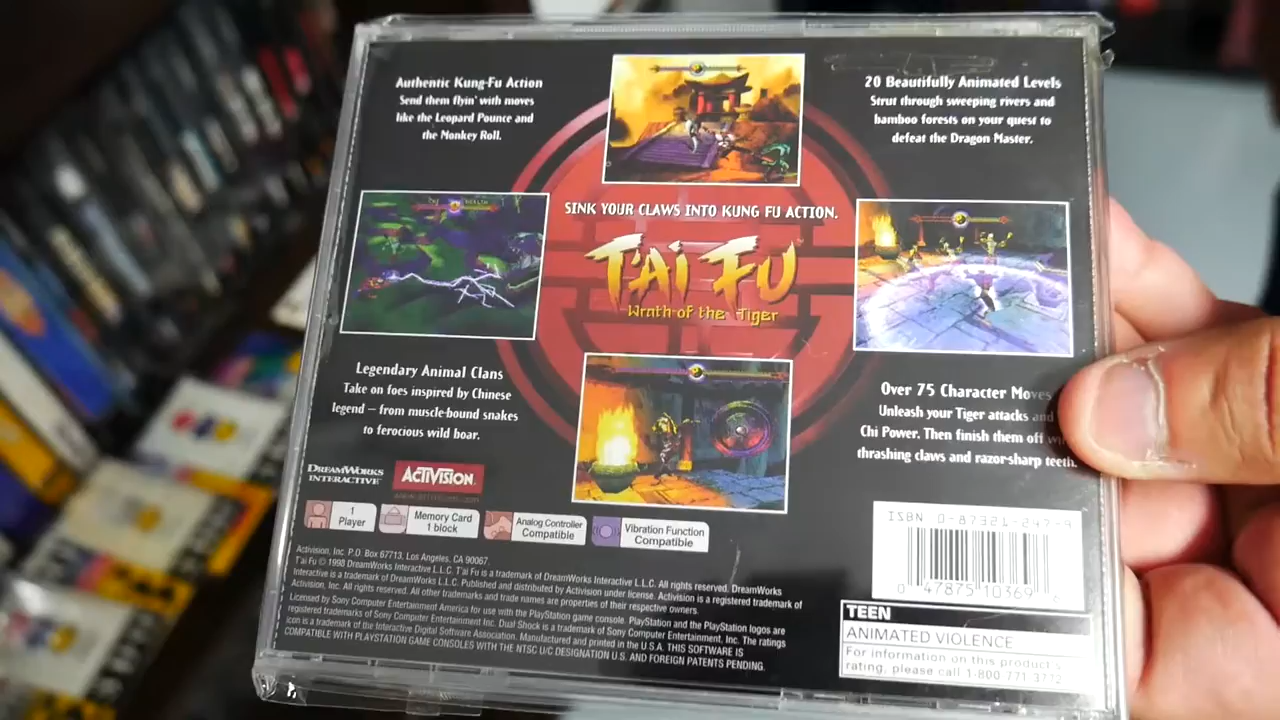 Authentic Kung-Fu Action
Send them flyin' with moves
like the Leopard Pounce and
the Monkey Roll.
20 Beautifully Animated Levels
Strut through sweeping rivers and
bamboo forests on your quest to
defeat the Dragon Master.
SINK YOUR CLAWS INTO KUNG FU ACTION.
T'AI FU
Wrath of the Tiger
Legendary Animal Clans
Take on foes inspired by Chinese
legend – from muscle-bound snakes
to ferocious wild boar.
Over 75 Character Moves
Unleash your Tiger attacks and
Chi Power. Then finish them off
thrashing claws and razor-sharp teeth.
DREAMWORKS
INTERACTIVE
ACTIVISION.
1
Player
Memory Card
1 block
Analog Controller
Compatible
Vibration Function
Compatible
ISBN 0-87321-247-9
0 47875 10369 6
TEEN
ANIMATED VIOLENCE
For information on this product's
rating, please call 1-800 771-3772
Activision, Inc. P.O. Box 67713, Los Angeles, CA 90067.
T'ai Fu © 1998 DreamWorks Interactive L.L.C. T'ai Fu is a trademark of DreamWorks Interactive L.L.C. All rights reserved. DreamWorks
Interactive is a trademark of DreamWorks L.L.C. Published and distributed by Activision under license. Activision is a registered trademark of
Activision, Inc. All rights reserved. All other trademarks and trade names are properties of their respective owners.
Licensed by Sony Computer Entertainment America for use with the PlayStation game console. PlayStation and the PlayStation logos are
registered trademarks of Sony Computer Entertainment Inc. Dual Shock is a trademark of Sony Computer Entertainment, Inc. The ratings
icon is a trademark of the Interactive Digital Software Association. Manufactured and printed in the U.S.A. THIS SOFTWARE IS
COMPATIBLE WITH PLAYSTATION GAME CONSOLES WITH THE NTSC U/C DESIGNATION U.S. AND FOREIGN PATENTS PENDING.